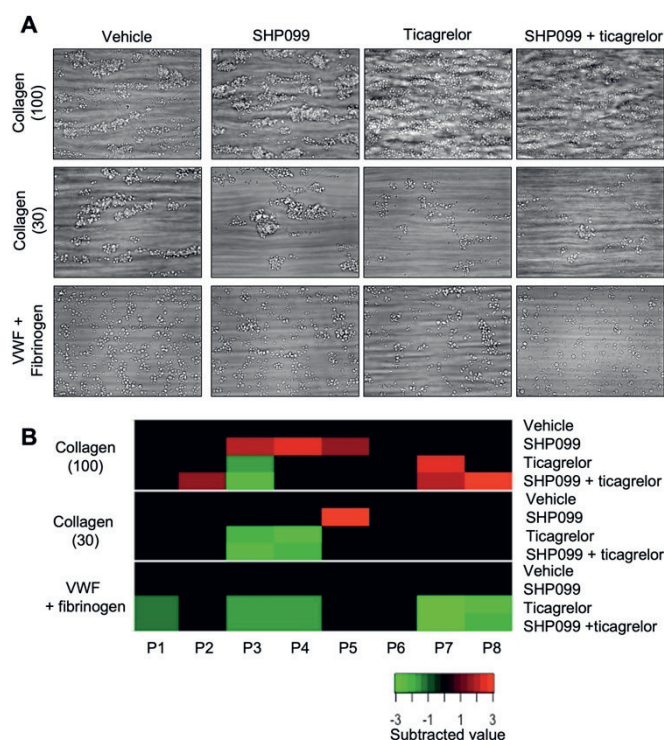 A
Vehicle SHP099 Ticagrelor SHP099 + ticagrelor
Collagen
(100)
Collagen
(30)
VWF +
Fibrinogen
B
Collagen
(100)
Vehicle
SHP099
Ticagrelor
SHP099 + ticagrelor
Collagen
(30)
Vehicle
SHP099
Ticagrelor
SHP099 + ticagrelor
VWF
+ fibrinogen
Vehicle
SHP099
Ticagrelor
SHP099 +ticagrelor
P1 P2 P3 P4 P5 P6 P7 P8
-3 -1 1 3
Subtracted value